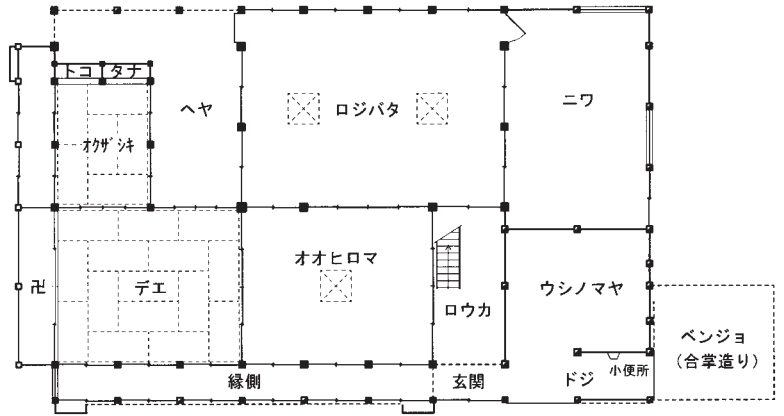 トコ タナ
ヘヤ
ロジバタ
ニワ
オクザシキ
オオヒロマ
卍
デエ
ロウカ
ウシノマヤ
ベンジョ
(合掌造り)
縁側
玄関
ドジ
小便所